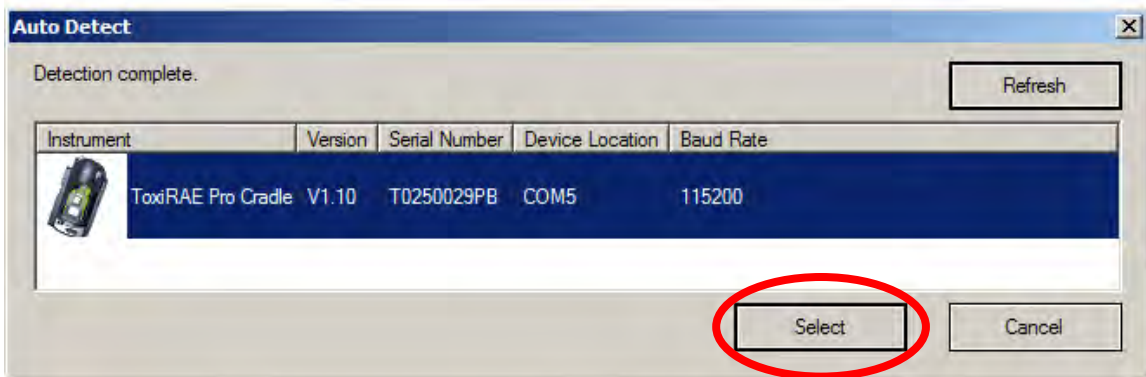 Auto Detect
Detection complete.
Refresh
Instrument Version Serial Number Device Location Baud Rate
ToxiRAE Pro Cradle V1.10 T0250029PB COM5 115200
Select Cancel